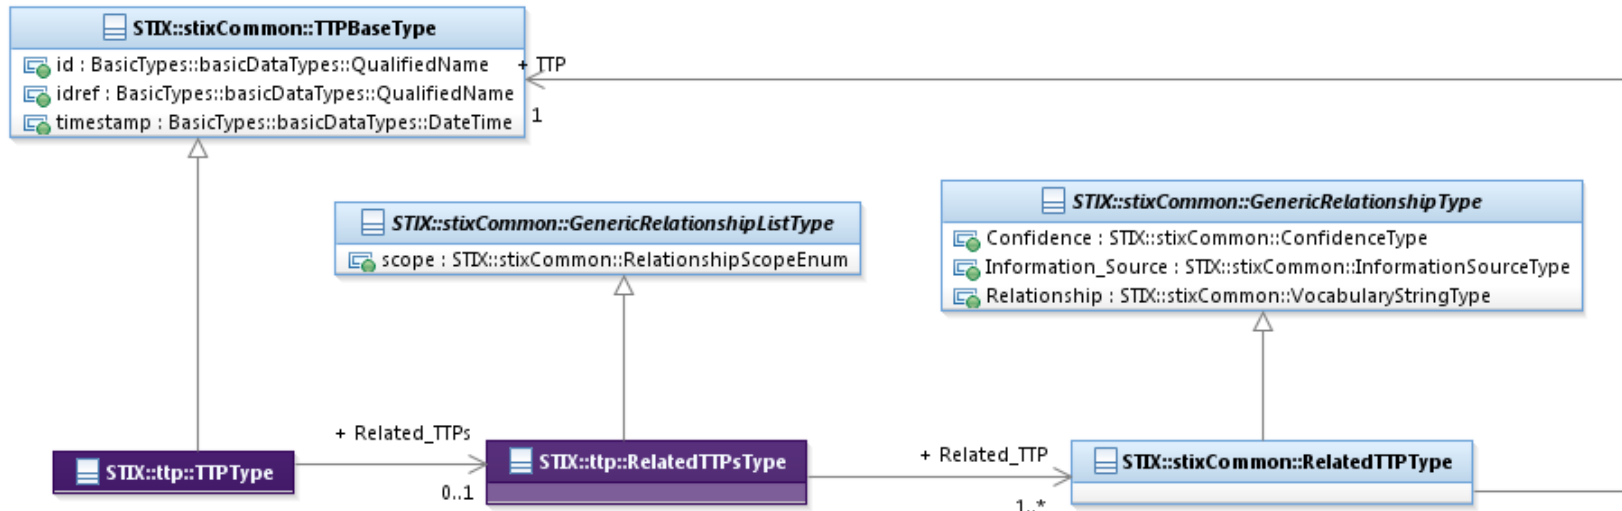 STIX::stixCommon::TTPBaseType
id : BasicTypes::basicDataTypes::QualifiedName
idref : BasicTypes::basicDataTypes::QualifiedName
timestamp : BasicTypes::basicDataTypes::DateTime
+ TTP
1
STIX::stixCommon::GenericRelationshipListType
scope : STIX::stixCommon::RelationshipScopeEnum
STIX::stixCommon::GenericRelationshipType
Confidence : STIX::stixCommon::ConfidenceType
Information_Source : STIX::stixCommon::InformationSourceType
Relationship : STIX::stixCommon::VocabularyStringType
STIX::ttp::TTPType
+ Related_TTPs
0..1
STIX::ttp::RelatedTTPsType
+ Related_TTP
1..*
STIX::stixCommon::RelatedTTPType